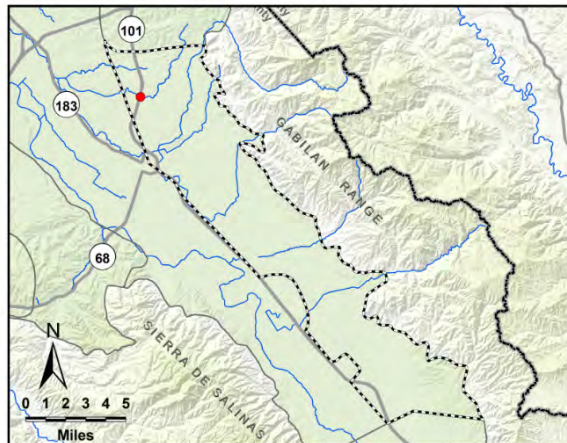 101
183
GABILAN RANGE
68
SIERRA DE SALINAS
N
0 1 2 3 4 5
Miles